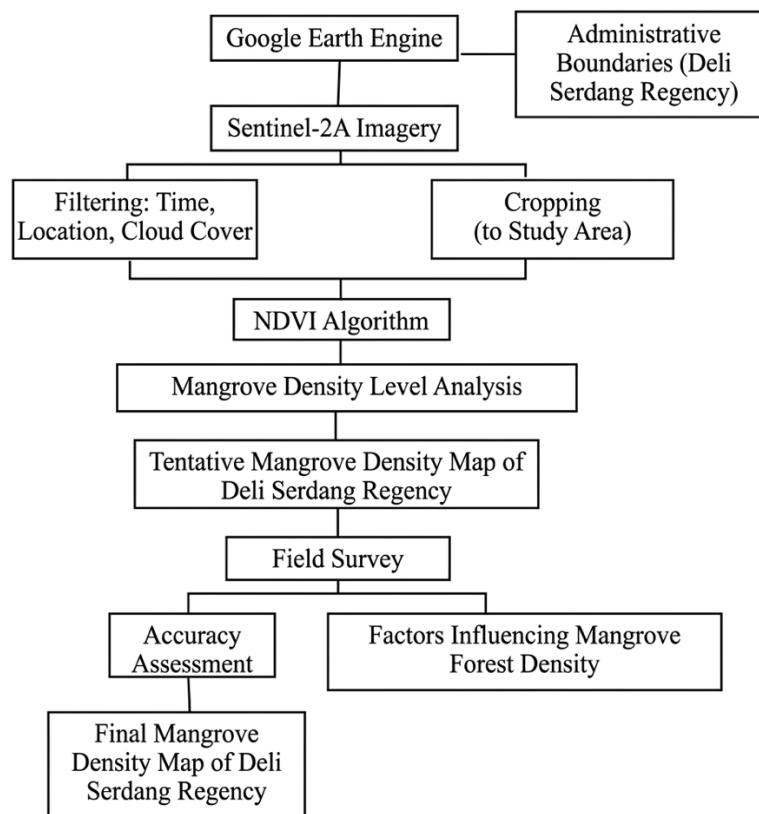 Google Earth Engine
Administrative
Boundaries (Deli
Serdang Regency)
Sentinel-2A Imagery
Filtering: Time,
Location, Cloud Cover
Cropping
(to Study Area)
NDVI Algorithm
Mangrove Density Level Analysis
Tentative Mangrove Density Map of
Deli Serdang Regency
Field Survey
Accuracy
Assessment
Factors Influencing Mangrove
Forest Density
Final Mangrove
Density Map of Deli
Serdang Regency